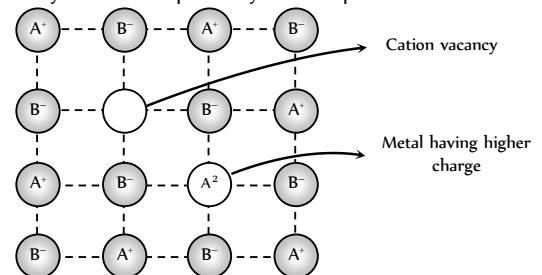 A⁺ B⁻ A⁺ B⁻
Cation vacancy
B⁻ B⁻ A⁺
Metal having higher
charge
A⁺ B⁻ A² B⁻
B⁻ A⁺ B⁻ A⁺